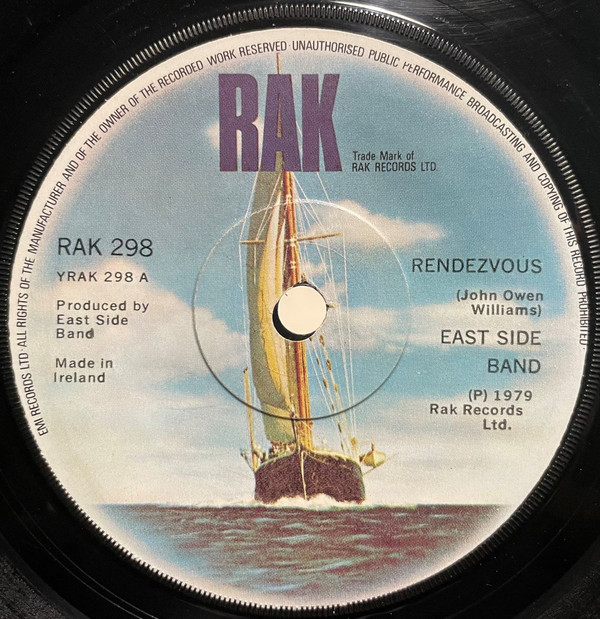 EMI RECORDS LTD ALL RIGHTS OF THE MANUFACTURER AND OF THE OWNER OF THE RECORDED WORK RESERVED UNAUTHORISED PUBLIC PERFORMANCE BROADCASTING AND COPYING OF THIS RECORD PROHIBITED.
RAK
Trade Mark of
RAK RECORDS LTD.
RAK 298
YRAK 298 A
Produced by
East Side
Band
Made in
Ireland
RENDEZVOUS
(John Owen
Williams)
EAST SIDE
BAND
(P) 1979
Rak Records
Ltd.